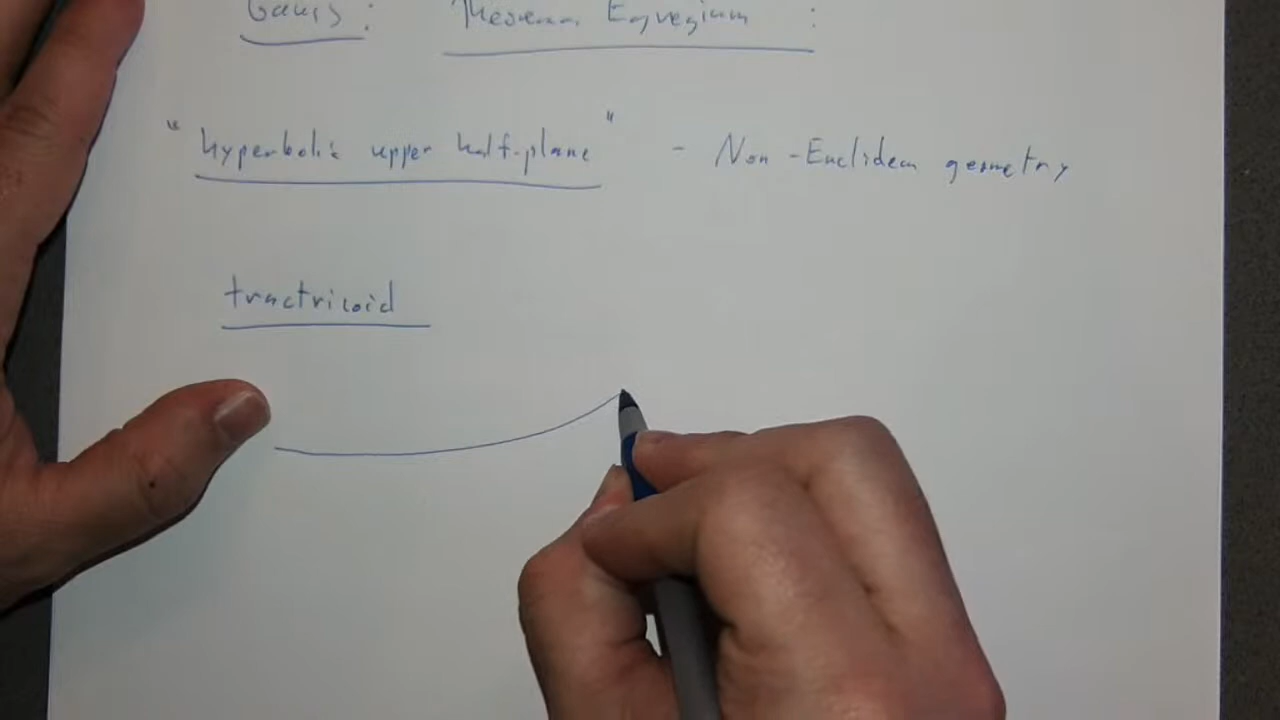 Gauss: Theorema Egregium :
"hyperbolic upper half-plane" - Non-Euclidean geometry
tractricoid